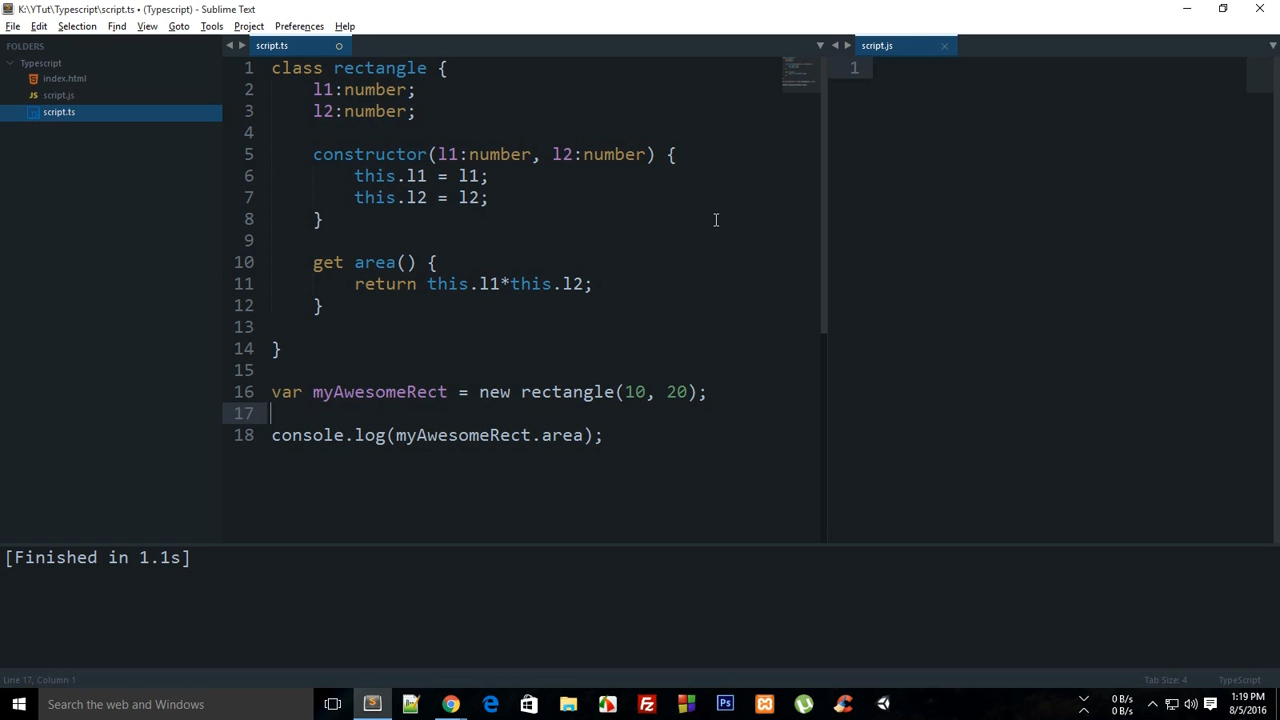 K:\YTut\Typescript\script.ts • (Typescript) - Sublime Text
File Edit Selection Find View Goto Tools Project Preferences Help
FOLDERS
Typescript
index.html
script.js
script.ts
script.ts
script.js
1 class rectangle {
2 l1:number;
3 l2:number;
4
5 constructor(l1:number, l2:number) {
6 this.l1 = l1;
7 this.l2 = l2;
8 }
9
10 get area() {
11 return this.l1*this.l2;
12 }
13
14 }
15
16 var myAwesomeRect = new rectangle(10, 20);
17
18 console.log(myAwesomeRect.area);
1
[Finished in 1.1s]
Line 17, Column 1
Tab Size: 4
TypeScript
Search the web and Windows
0 B/s
0 B/s
1:19 PM
8/5/2016